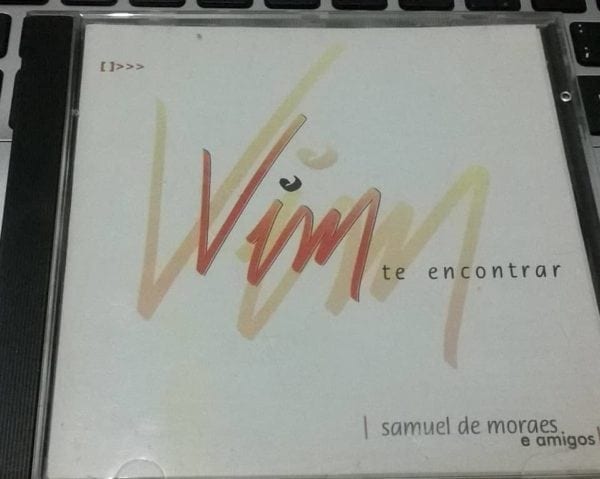 [ ]>>>
Vim
te encontrar
| samuel de moraes
e amigos|